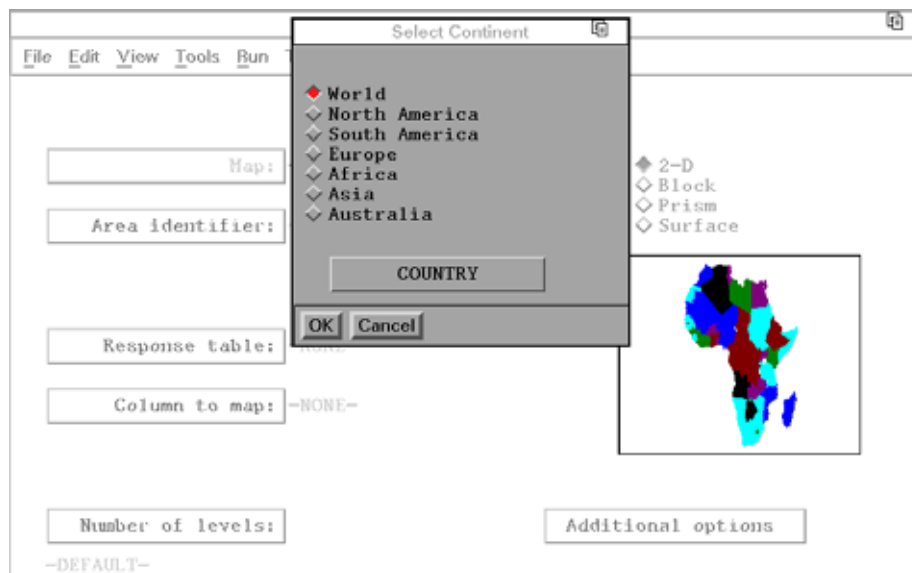 Select Continent
File Edit View Tools Run
World
North America
South America
Europe
Africa
Asia
Australia
COUNTRY
OK Cancel
Map:
2-D
Block
Prism
Surface
Area identifier:
Response table: -NONE-
Column to map: -NONE-
Number of levels:
-DEFAULT-
Additional options